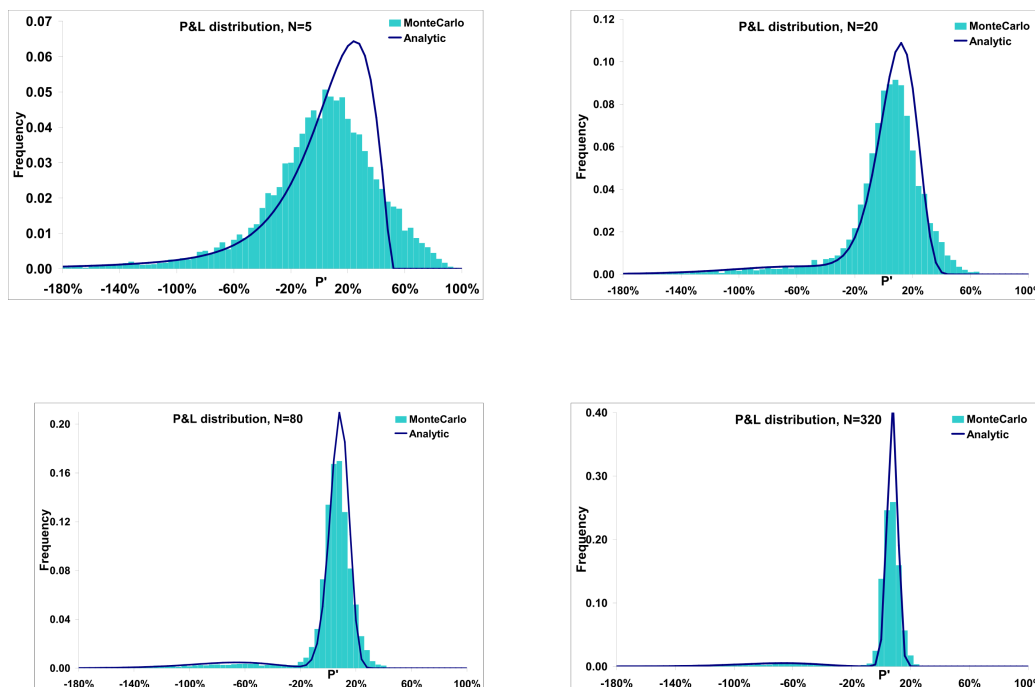 P&L distribution, N=5
MonteCarlo
Analytic
Frequency
0.07
0.06
0.05
0.04
0.03
0.02
0.01
0.00
-180% -140% -100% -60% -20% 20% 60% 100%
P'
P&L distribution, N=20
MonteCarlo
Analytic
Frequency
0.12
0.10
0.08
0.06
0.04
0.02
0.00
-180% -140% -100% -60% -20% 20% 60% 100%
P'
P&L distribution, N=80
MonteCarlo
Analytic
Frequency
0.20
0.16
0.12
0.08
0.04
0.00
-180% -140% -100% -60% -20% 20% 60% 100%
P'
P&L distribution, N=320
MonteCarlo
Analytic
Frequency
0.40
0.30
0.20
0.10
0.00
-180% -140% -100% -60% -20% 20% 60% 100%
P'